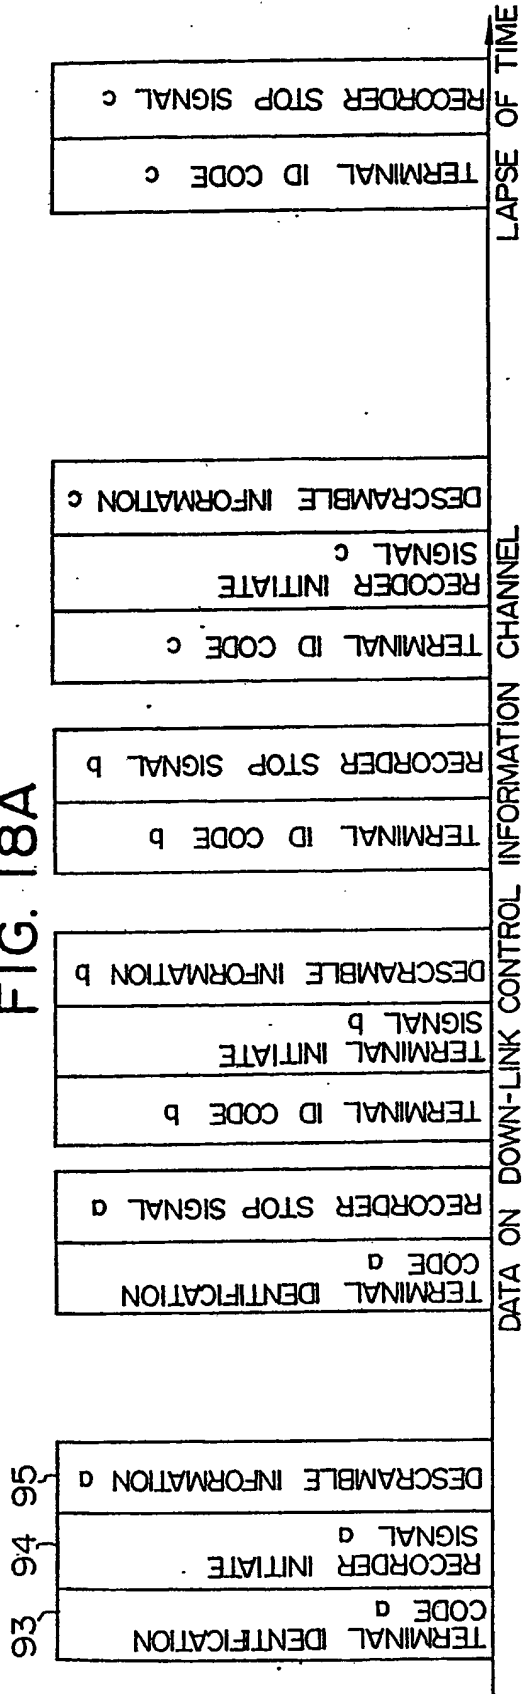 FIG. 18A
93
94
95
TERMINAL IDENTIFICATION
CODE a
RECORDER INITIATE
SIGNAL a
DESCRAMBLE INFORMATION a
TERMINAL IDENTIFICATION
CODE a
RECORDER STOP SIGNAL a
TERMINAL ID CODE b
TERMINAL INITIATE
SIGNAL b
DESCRAMBLE INFORMATION b
TERMINAL ID CODE b
RECORDER STOP SIGNAL b
TERMINAL ID CODE c
RECODER INITIATE
SIGNAL c
DESCRAMBLE INFORMATION c
TERMINAL ID CODE c
RECORDER STOP SIGNAL c
DATA ON DOWN-LINK CONTROL INFORMATION CHANNEL
LAPSE OF TIME